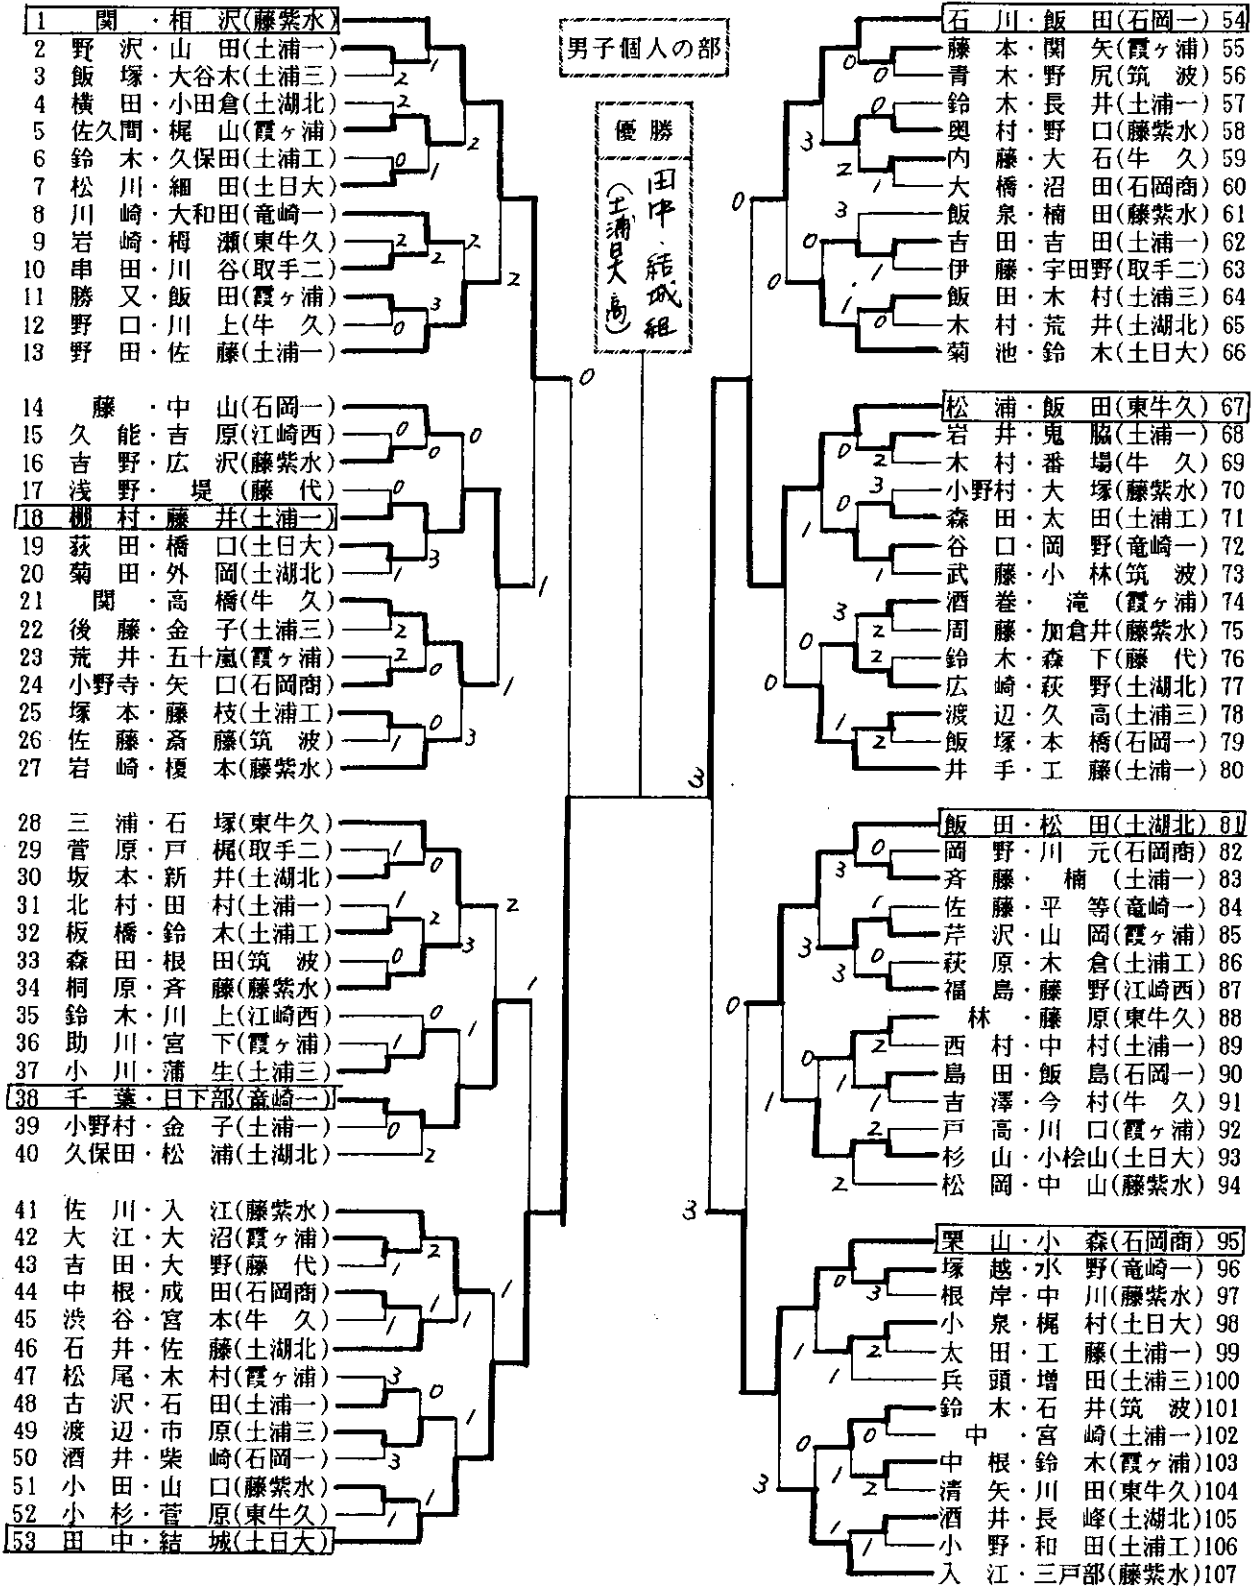 男子個人の部
優勝
田中・結城組
(土浦日大高)
1 関・相沢(藤紫水)
2 野沢・山田(土浦一)
3 飯塚・大谷木(土浦三)
4 横田・小田倉(土湖北)
5 佐久間・梶山(霞ヶ浦)
6 鈴木・久保田(土浦工)
7 松川・細田(土日大)
8 川崎・大和田(竜崎一)
9 岩崎・栂瀬(東牛久)
10 串田・川谷(取手二)
11 勝又・飯田(霞ヶ浦)
12 野口・川上(牛久)
13 野田・佐藤(土浦一)
14 藤・中山(石岡一)
15 久能・吉原(江崎西)
16 吉野・広沢(藤紫水)
17 浅野・堤(藤代)
18 棚村・藤井(土浦一)
19 荻田・橋口(土日大)
20 菊田・外岡(土湖北)
21 関・高橋(牛久)
22 後藤・金子(土浦三)
23 荒井・五十嵐(霞ヶ浦)
24 小野寺・矢口(石岡商)
25 塚本・藤枝(土浦工)
26 佐藤・斎藤(筑波)
27 岩崎・榎本(藤紫水)
28 三浦・石塚(東牛久)
29 菅原・戸梶(取手二)
30 坂本・新井(土湖北)
31 北村・田村(土浦一)
32 板橋・鈴木(土浦工)
33 森田・根田(筑波)
34 桐原・斉藤(藤紫水)
35 鈴木・川上(江崎西)
36 助川・宮下(霞ヶ浦)
37 小川・蒲生(土浦三)
38 千葉・日下部(竜崎一)
39 小野村・金子(土浦一)
40 久保田・松浦(土湖北)
41 佐川・入江(藤紫水)
42 大江・大沼(霞ヶ浦)
43 吉田・大野(藤代)
44 中根・成田(石岡商)
45 渋谷・宮本(牛久)
46 石井・佐藤(土湖北)
47 松尾・木村(霞ヶ浦)
48 古沢・石田(土浦一)
49 渡辺・市原(土浦三)
50 酒井・柴崎(石岡一)
51 小田・山口(藤紫水)
52 小杉・菅原(東牛久)
53 田中・結城(土日大)
石川・飯田(石岡一) 54
藤本・関矢(霞ヶ浦) 55
青木・野尻(筑波) 56
鈴木・長井(土浦一) 57
奥村・野口(藤紫水) 58
内藤・大石(牛久) 59
大橋・沼田(石岡商) 60
飯泉・楠田(藤紫水) 61
吉田・吉田(土浦一) 62
伊藤・宇田野(取手二) 63
飯田・木村(土浦三) 64
木村・荒井(土湖北) 65
菊池・鈴木(土日大) 66
松浦・飯田(東牛久) 67
岩井・鬼脇(土浦一) 68
木村・番場(牛久) 69
小野村・大塚(藤紫水) 70
森田・太田(土浦工) 71
谷口・岡野(竜崎一) 72
武藤・小林(筑波) 73
酒巻・滝(霞ヶ浦) 74
周藤・加倉井(藤紫水) 75
鈴木・森下(藤代) 76
広崎・萩野(土湖北) 77
渡辺・久高(土浦三) 78
飯塚・本橋(石岡一) 79
井手・工藤(土浦一) 80
飯田・松田(土湖北) 81
岡野・川元(石岡商) 82
斉藤・楠(土浦一) 83
佐藤・平等(竜崎一) 84
芹沢・山岡(霞ヶ浦) 85
萩原・木倉(土浦工) 86
福島・藤野(江崎西) 87
林・藤原(東牛久) 88
西村・中村(土浦一) 89
島田・飯島(石岡一) 90
吉澤・今村(牛久) 91
戸高・川口(霞ヶ浦) 92
杉山・小桧山(土日大) 93
松岡・中山(藤紫水) 94
栗山・小森(石岡商) 95
塚越・水野(竜崎一) 96
根岸・中川(藤紫水) 97
小泉・梶村(土日大) 98
太田・工藤(土浦一) 99
兵頭・増田(土浦三) 100
鈴木・石井(筑波) 101
中・宮崎(土浦一) 102
中根・鈴木(霞ヶ浦) 103
清矢・川田(東牛久) 104
酒井・長峰(土湖北) 105
小野・和田(土浦工) 106
入江・三戸部(藤紫水) 107